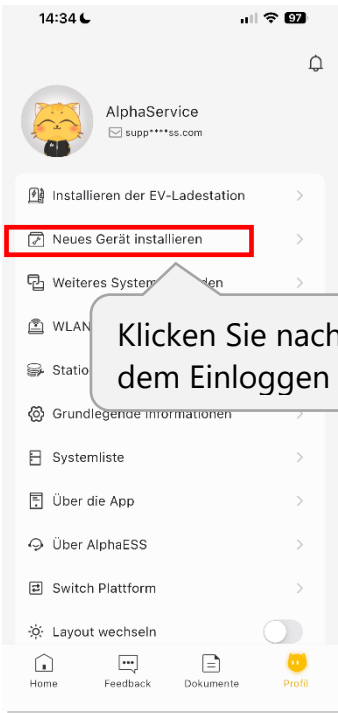 14:34
97
AlphaService
supp****ss.com
Installieren der EV-Ladestation
Neues Gerät installieren
Weiteres System
WLAN
Klicken Sie nach
dem Einloggen
Grundlegende Informationen
Systemliste
Über die App
Über AlphaESS
Switch Plattform
Layout wechseln
Home Feedback Dokumente Profil